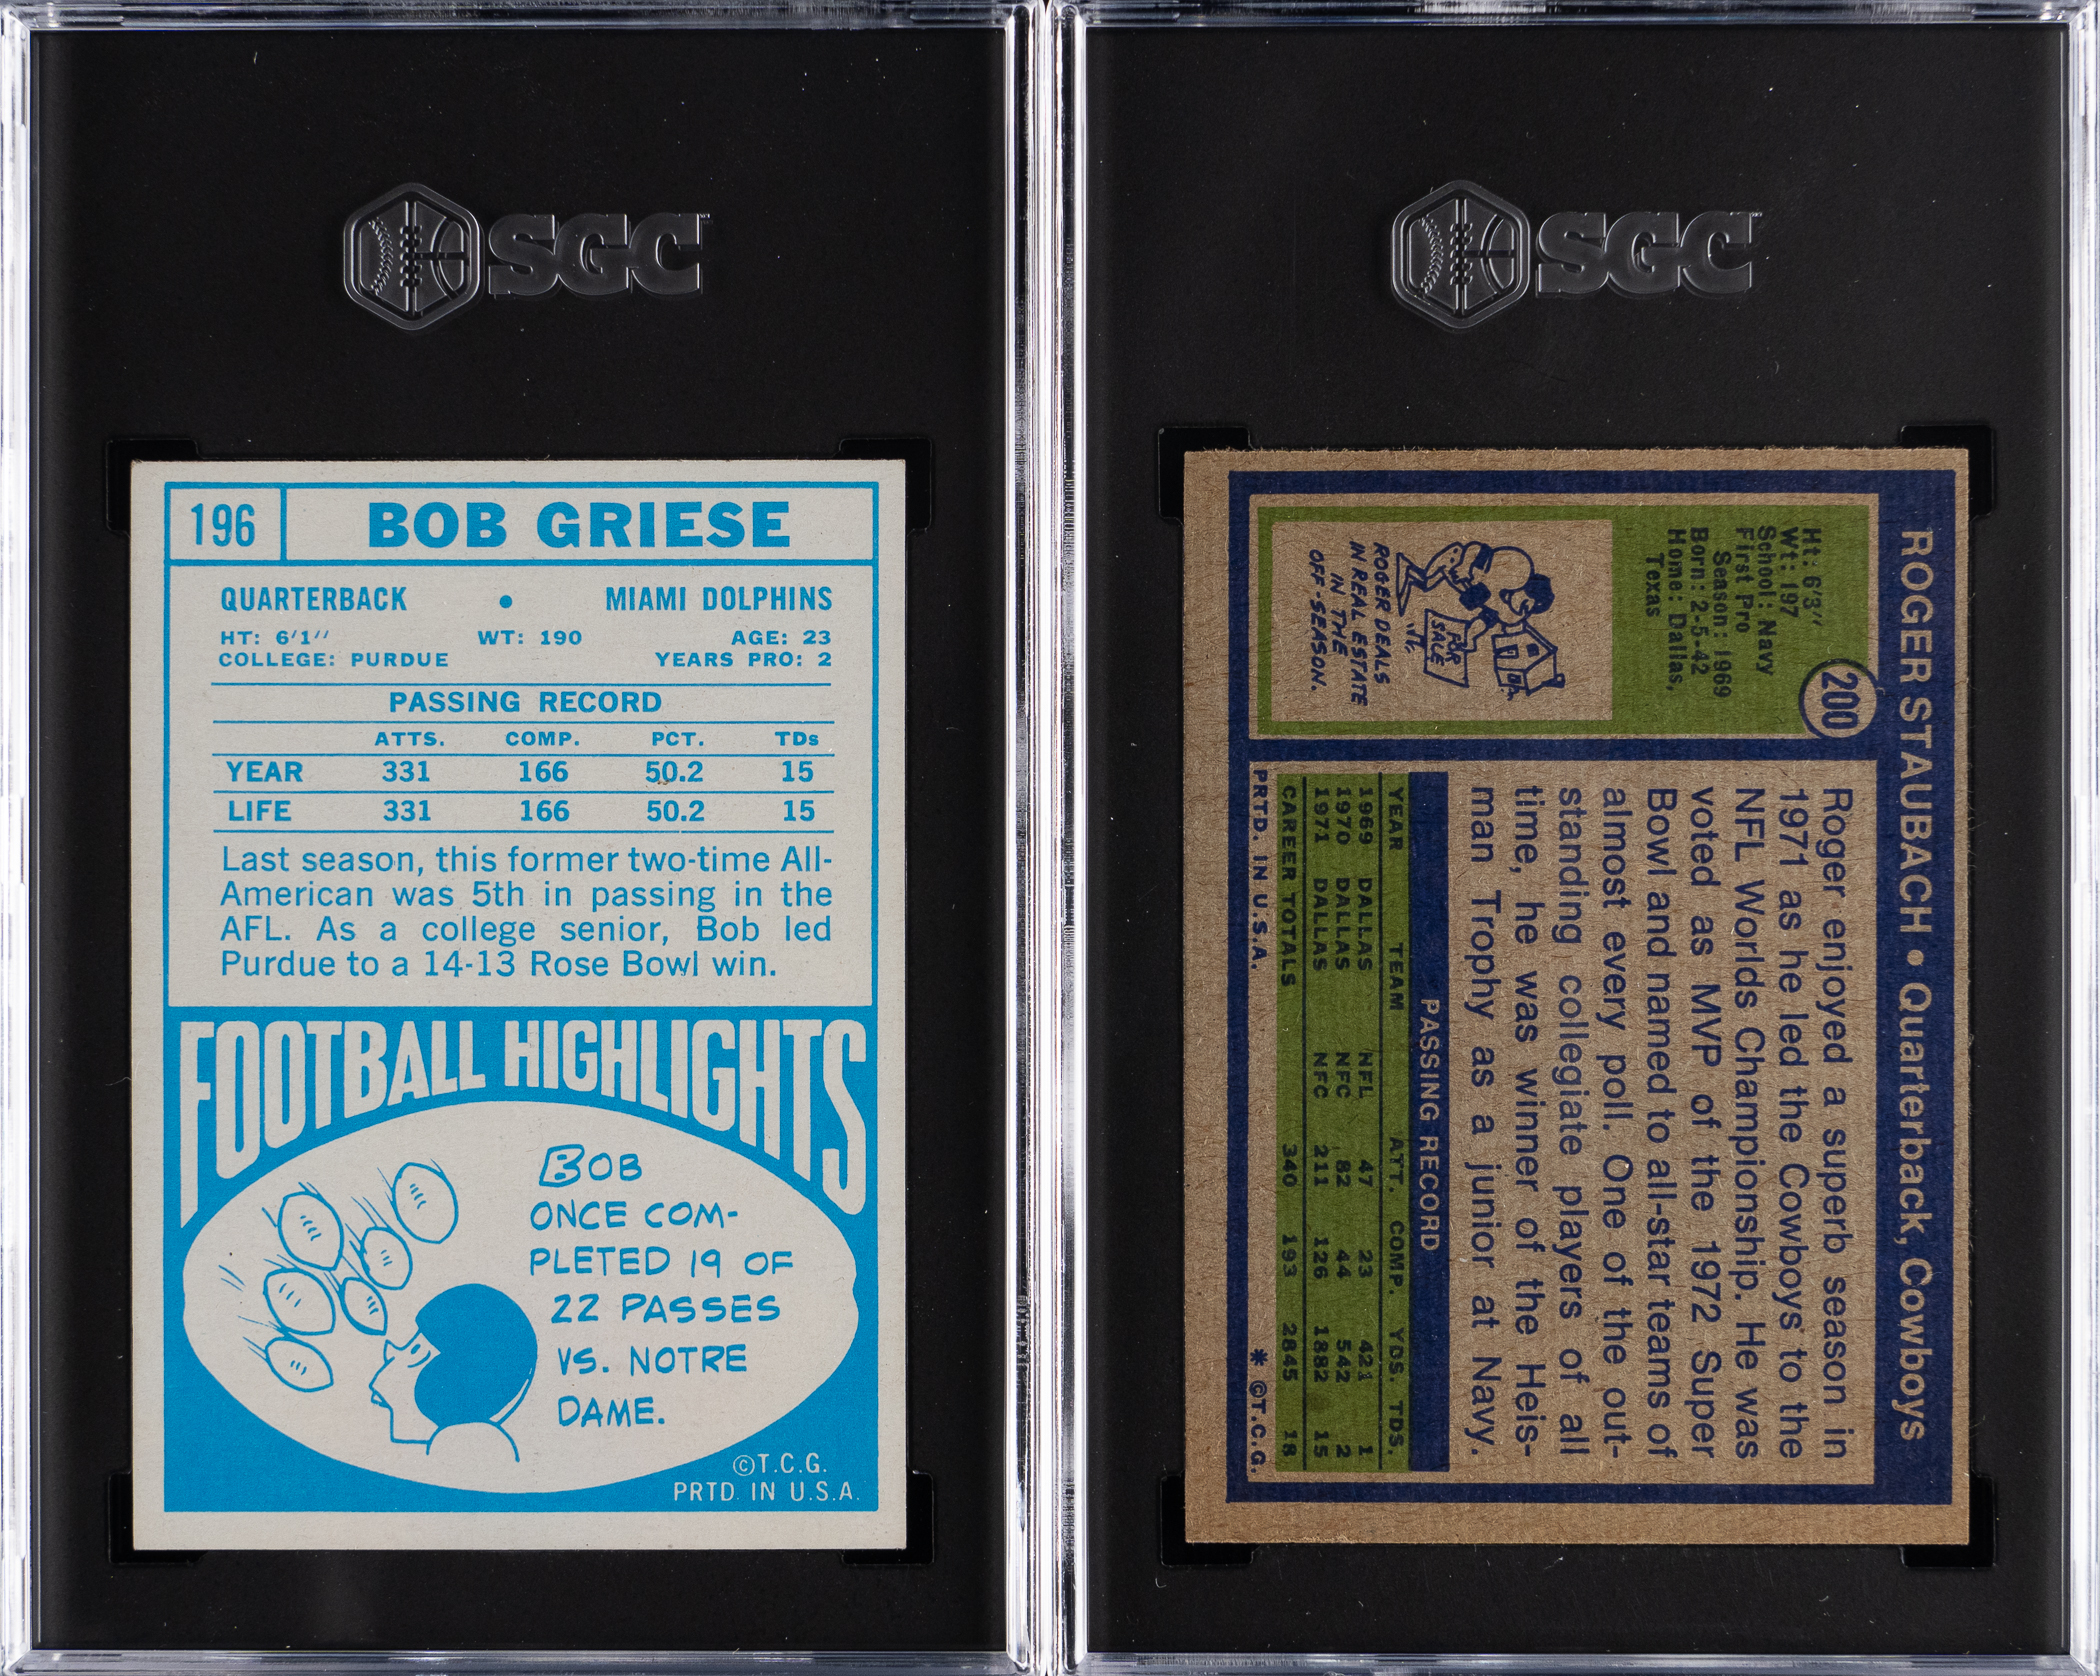 SGC
196 BOB GRIESE
QUARTERBACK • MIAMI DOLPHINS
HT: 6'1" WT: 190 AGE: 23
COLLEGE: PURDUE YEARS PRO: 2
PASSING RECORD
ATTS. COMP. PCT. TDs
YEAR 331 166 50.2 15
LIFE 331 166 50.2 15
Last season, this former two-time All-
American was 5th in passing in the
AFL. As a college senior, Bob led
Purdue to a 14-13 Rose Bowl win.
FOOTBALL HIGHLIGHTS
BOB
ONCE COM-
PLETED 19 OF
22 PASSES
VS. NOTRE
DAME.
©T.C.G.
PRTD. IN U.S.A.
SGC
ROGER STAUBACH • Quarterback, Cowboys
200
Ht: 6'3"
Wt: 197
School: Navy
First Pro
Season: 1969
Born: 2-5-42
Home: Dallas,
Texas
FOR
SALE
ROGER DEALS
IN REAL ESTATE
IN THE
OFF-SEASON.
Roger enjoyed a superb season in
1971 as he led the Cowboys to the
NFL Worlds Championship. He was
voted as MVP of the 1972 Super
Bowl and named to all-star teams of
almost every poll. One of the out-
standing collegiate players of all
time, he was winner of the Heis-
man Trophy as a junior at Navy.
PASSING RECORD
YEAR TEAM ATT. COMP. YDS. TDS.
1969 DALLAS NFL 47 23 421 1
1970 DALLAS NFC 82 44 542 2
1971 DALLAS NFC 211 126 1882 15
CAREER TOTALS 340 193 2845 18
PRTD. IN U.S.A. * ©T.C.G.